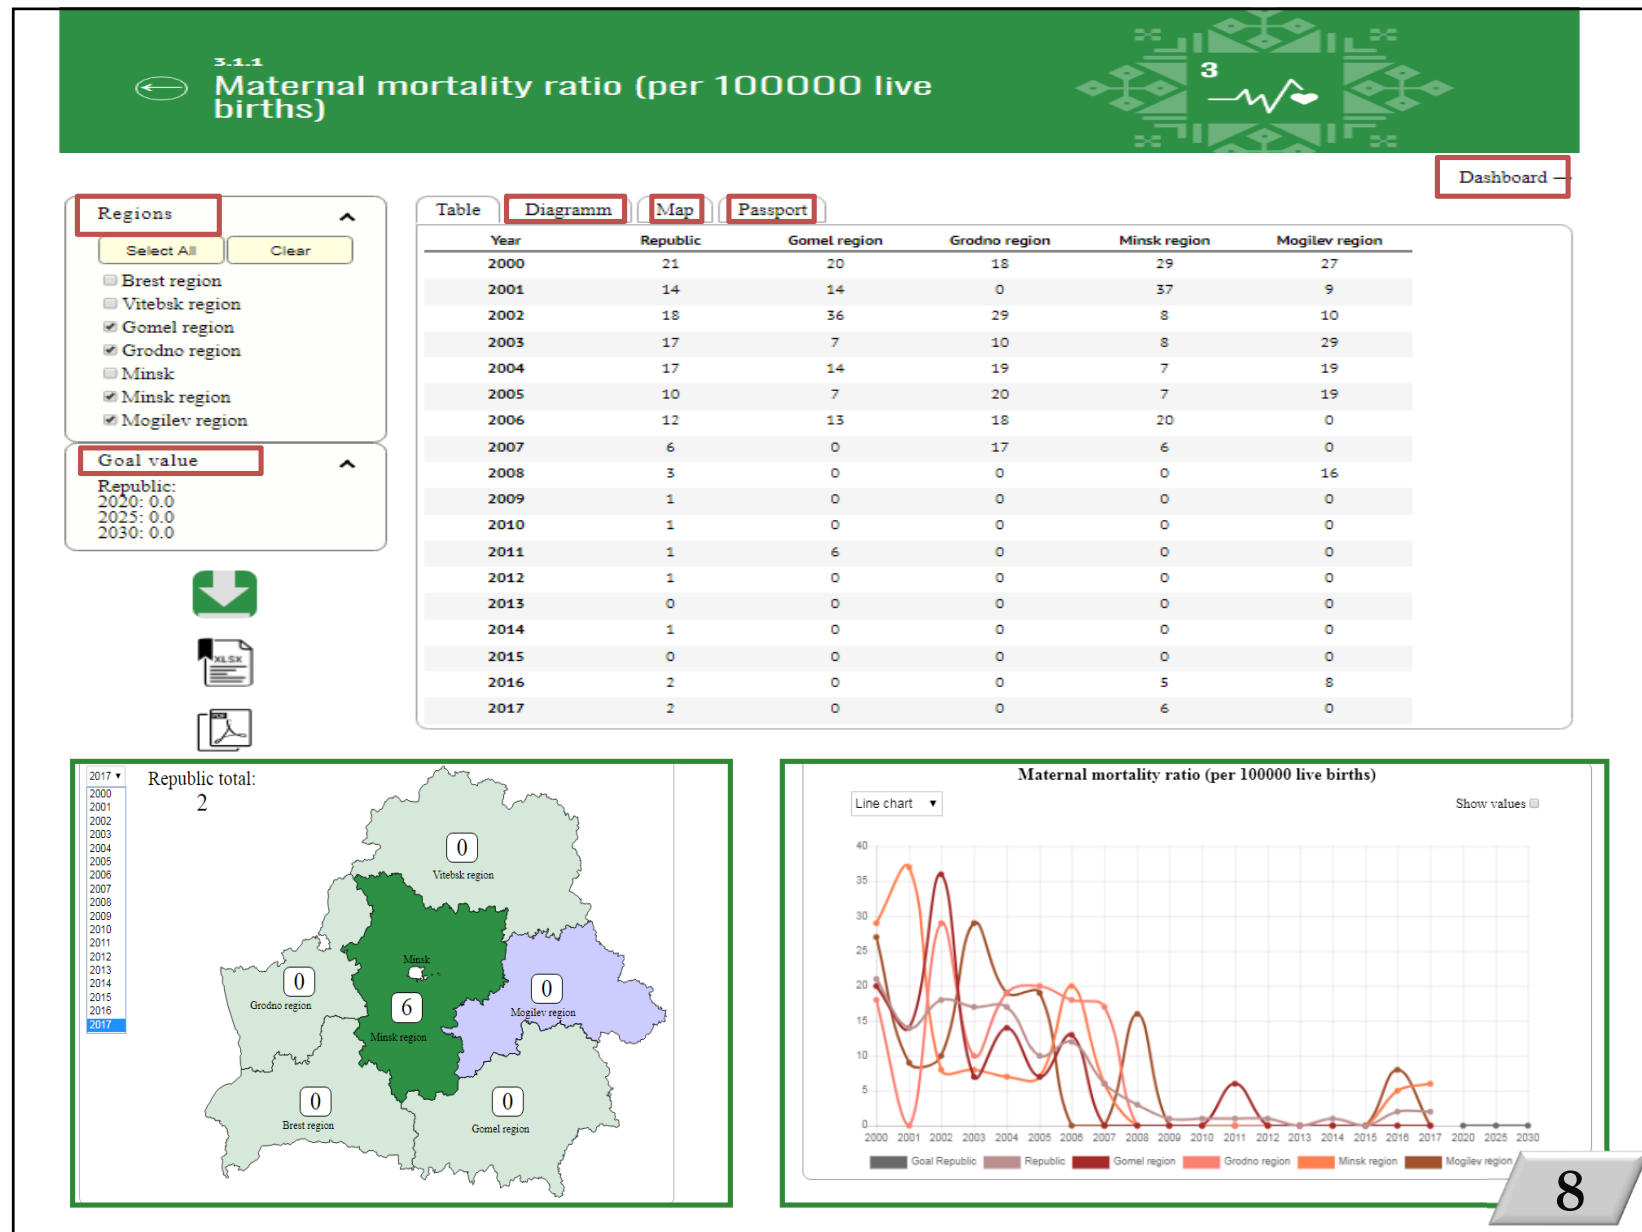 3.1.1
Maternal mortality ratio (per 100000 live
births)
3
Dashboard —
Regions
Select All Clear
Brest region
Vitebsk region
Gomel region
Grodno region
Minsk
Minsk region
Mogilev region
Goal value
Republic:
2020: 0.0
2025: 0.0
2030: 0.0
XLSX
PDF
Table Diagramm Map Passport
Year Republic Gomel region Grodno region Minsk region Mogilev region
2000 21 20 18 29 27
2001 14 14 0 37 9
2002 18 36 29 8 10
2003 17 7 10 8 29
2004 17 14 19 7 19
2005 10 7 20 7 19
2006 12 13 18 20 0
2007 6 0 17 6 0
2008 3 0 0 0 16
2009 1 0 0 0 0
2010 1 0 0 0 0
2011 1 6 0 0 0
2012 1 0 0 0 0
2013 0 0 0 0 0
2014 1 0 0 0 0
2015 0 0 0 0 0
2016 2 0 0 5 8
2017 2 0 0 6 0
2017
2000
2001
2002
2003
2004
2005
2006
2007
2008
2009
2010
2011
2012
2013
2014
2015
2016
2017
Republic total:
2
0
Vitebsk region
Minsk
0
Grodno region
6
Minsk region
0
Mogilev region
0
Brest region
0
Gomel region
Maternal mortality ratio (per 100000 live births)
Line chart
Show values
40
35
30
25
20
15
10
5
0
2000 2001 2002 2003 2004 2005 2006 2007 2008 2009 2010 2011 2012 2013 2014 2015 2016 2017 2020 2025 2030
Goal Republic Republic Gomel region Grodno region Minsk region Mogilev region
8